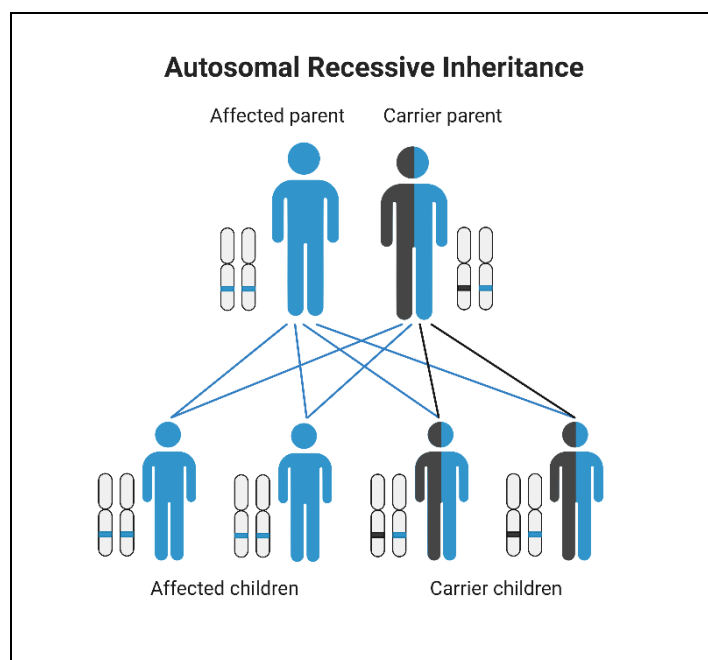 Autosomal Recessive Inheritance
Affected parent
Carrier parent
Affected children
Carrier children